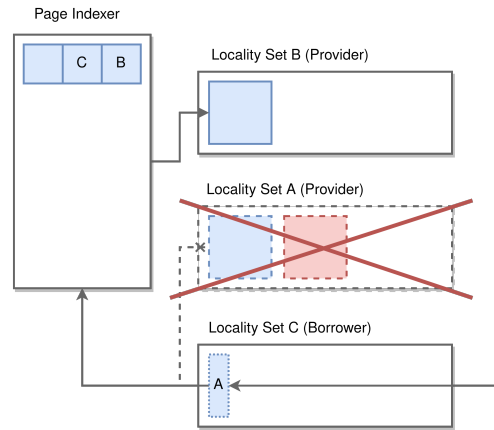 Page Indexer
C B
Locality Set B (Provider)
Locality Set A (Provider)
Locality Set C (Borrower)
A